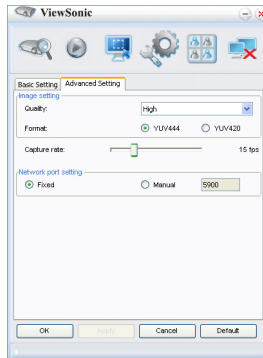 ViewSonic
Basic Setting Advanced Setting
Image setting
Quality: High
Format: YUV444 YUV420
Capture rate: 15 fps
Network port setting
Fixed Manual 5900
OK Apply Cancel Default